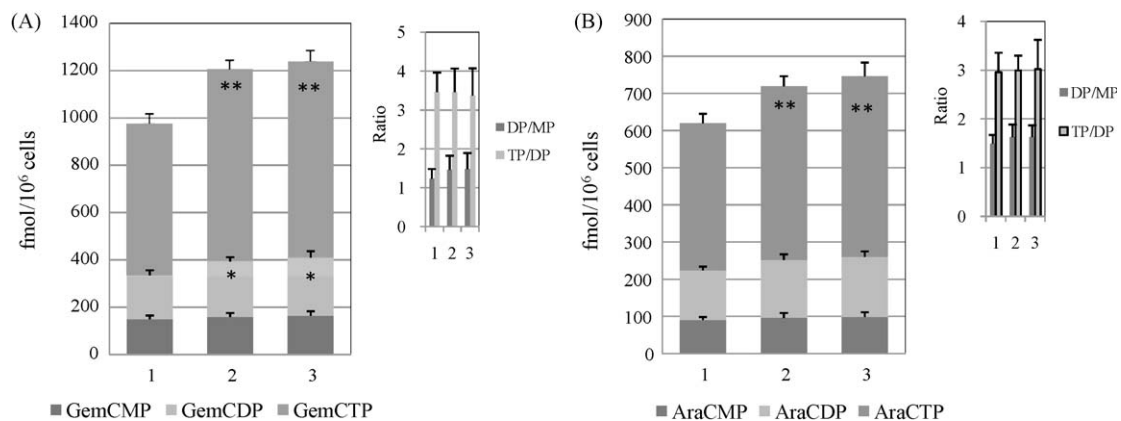 (A)
fmol/10⁶ cells
1400
1200
1000
800
600
400
200
0
** **
* *
1 2 3
GemCMP GemCDP GemCTP
Ratio
5
4
3
2
1
0
1 2 3
DP/MP
TP/DP
(B)
fmol/10⁶ cells
900
800
700
600
500
400
300
200
100
0
** **
1 2 3
AraCMP AraCDP AraCTP
Ratio
4
3
2
1
0
1 2 3
DP/MP
TP/DP